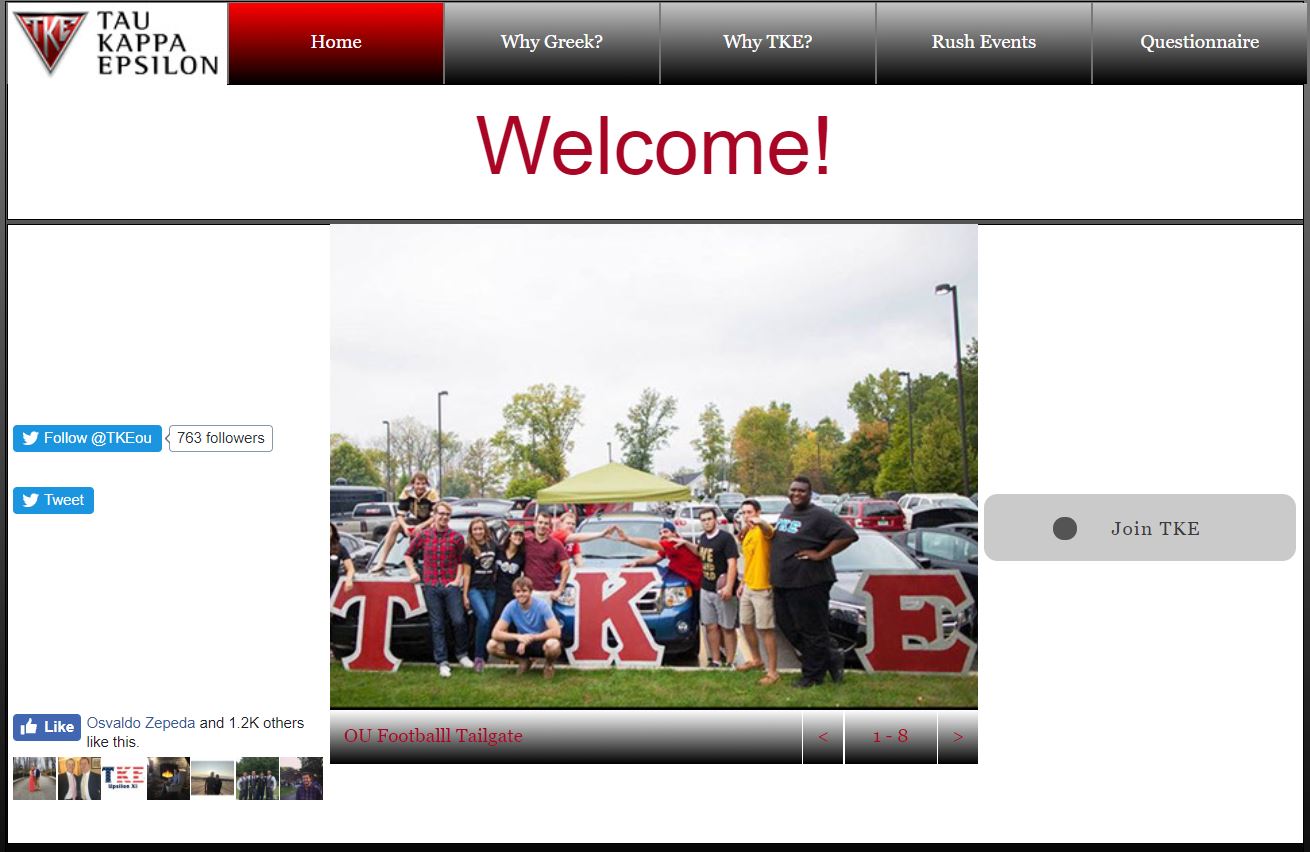 TKE
TAU
KAPPA
EPSILON
Home
Why Greek?
Why TKE?
Rush Events
Questionnaire
Welcome!
Follow @TKEou
763 followers
Tweet
TKE
T K E
Join TKE
OU Footballl Tailgate
<
1 - 8
>
Like
Osvaldo Zepeda and 1.2K others
like this.
TKE
Epsilon Xi